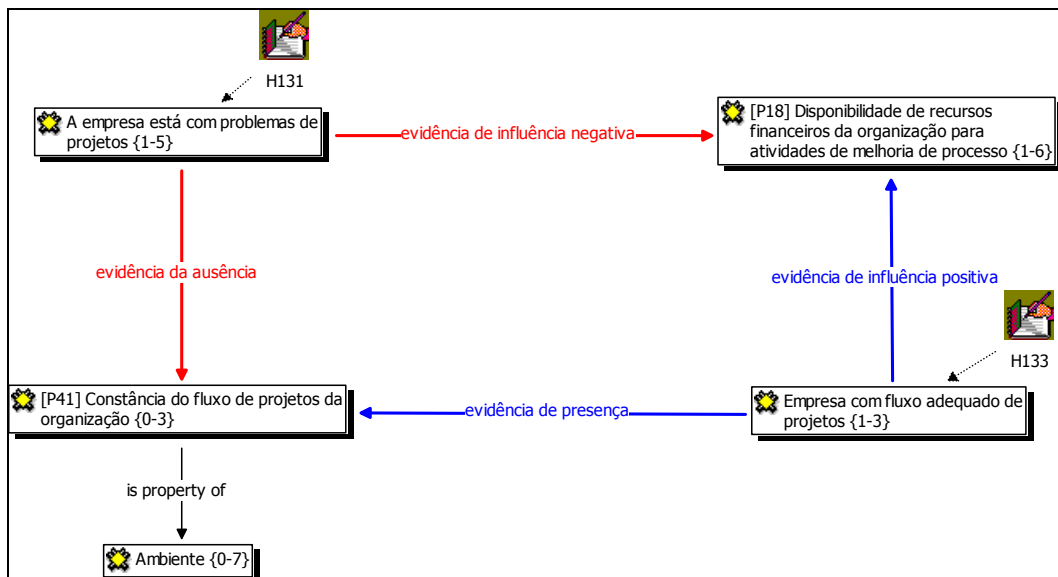 H131
A empresa está com problemas de
projetos {1-5}
evidência de influência negativa
[P18] Disponibilidade de recursos
financeiros da organização para
atividades de melhoria de processo {1-6}
evidência da ausência
evidência de influência positiva
H133
[P41] Constância do fluxo de projetos da
organização {0-3}
evidência de presença
Empresa com fluxo adequado de
projetos {1-3}
is property of
Ambiente {0-7}